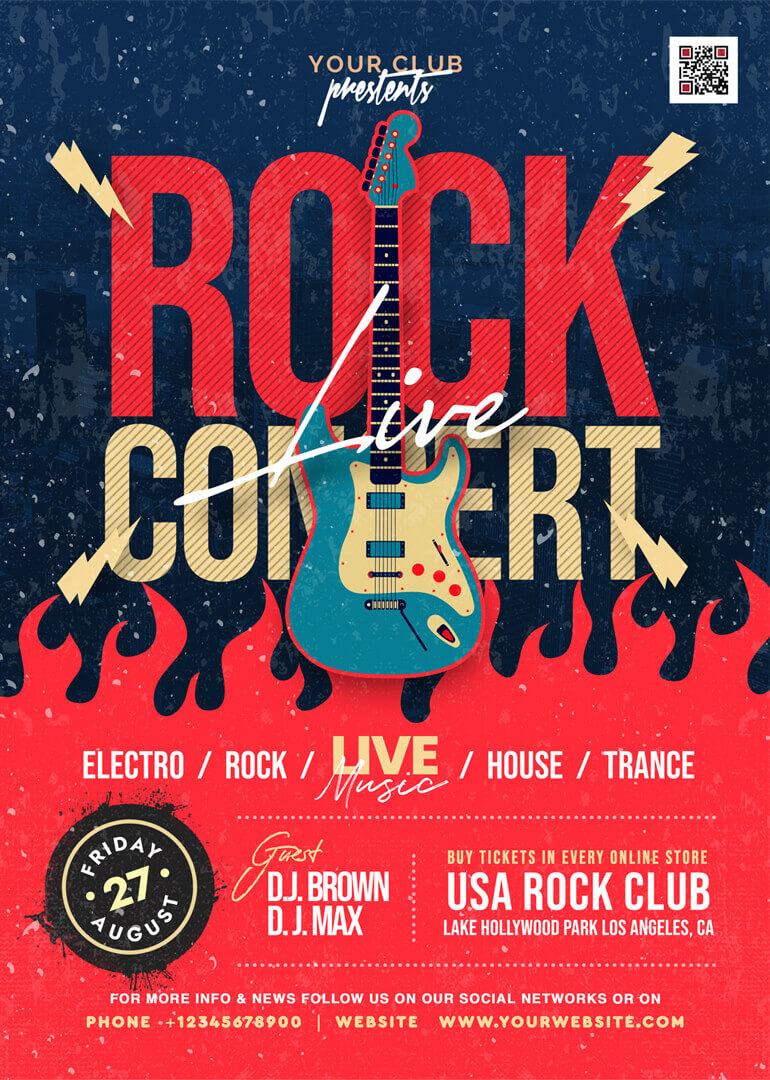 YOUR CLUB
prestents
ROCK
Live
CONCERT
ELECTRO / ROCK / LIVE Music / HOUSE / TRANCE
FRIDAY
27
AUGUST
Guest
D.J. BROWN
D. J. MAX
BUY TICKETS IN EVERY ONLINE STORE
USA ROCK CLUB
LAKE HOLLYWOOD PARK LOS ANGELES, CA
FOR MORE INFO & NEWS FOLLOW US ON OUR SOCIAL NETWORKS OR ON
PHONE +12345678900 | WEBSITE WWW.YOURWEBSITE.COM